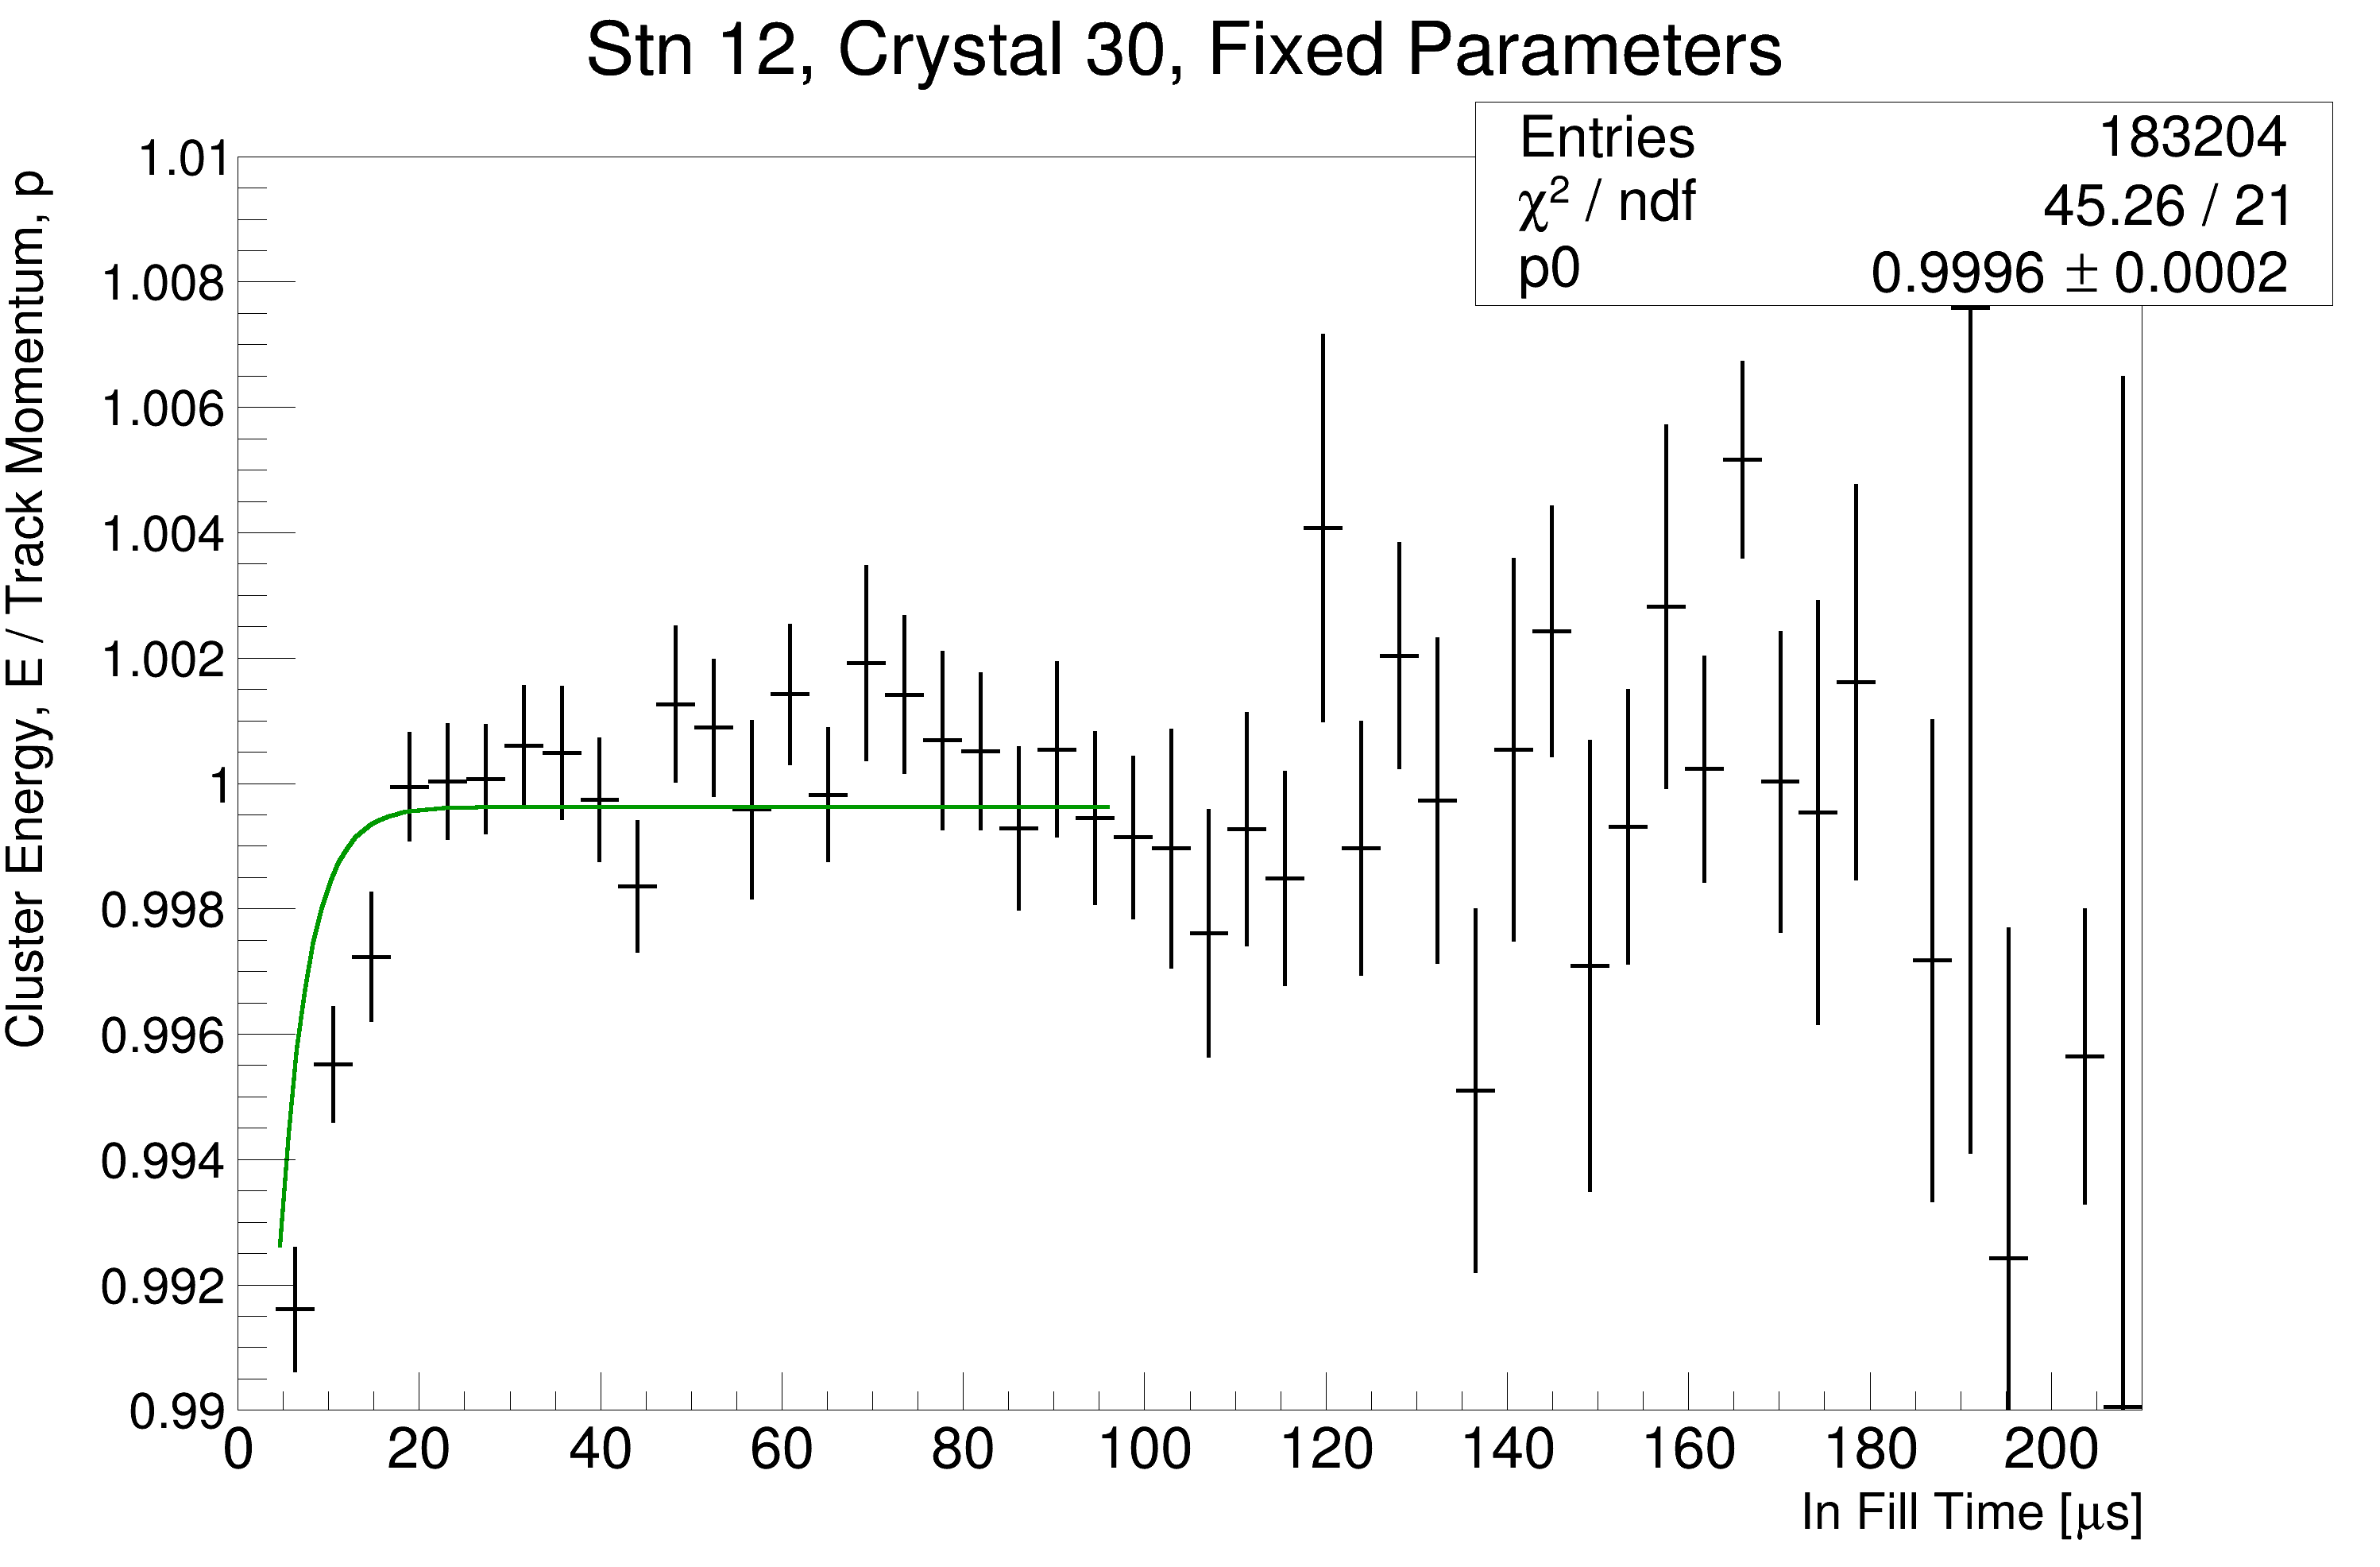 Stn 12, Crystal 30, Fixed Parameters
Entries 183204
χ² / ndf 45.26 / 21
p0 0.9996 ± 0.0002
Cluster Energy, E / Track Momentum, p
1.01
1.008
1.006
1.004
1.002
1
0.998
0.996
0.994
0.992
0.99
0 20 40 60 80 100 120 140 160 180 200
In Fill Time [μs]